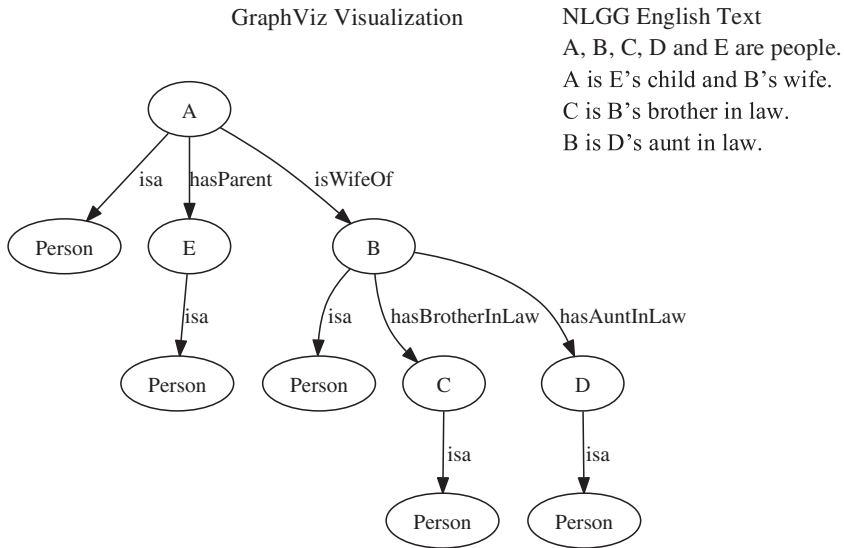 GraphViz Visualization
NLGG English Text
A, B, C, D and E are people.
A is E's child and B's wife.
C is B's brother in law.
B is D's aunt in law.
A
isa
hasParent
isWifeOf
Person
E
B
isa
isa
hasBrotherInLaw
hasAuntInLaw
Person
Person
C
D
isa
isa
Person
Person